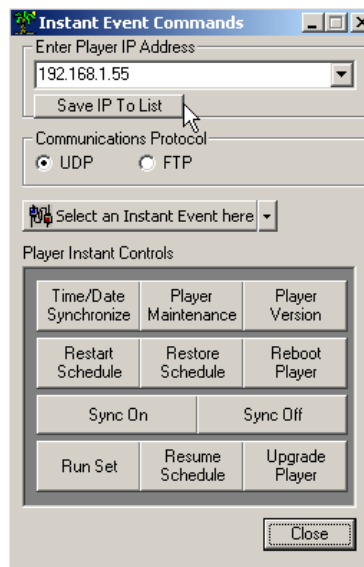 Instant Event Commands
Enter Player IP Address
192.168.1.55
Save IP To List
Communications Protocol
UDP FTP
Select an Instant Event here
Player Instant Controls
Time/Date Player Player
Synchronize Maintenance Version
Restart Restore Reboot
Schedule Schedule Player
Sync On Sync Off
Run Set Resume Upgrade
Schedule Player
Close